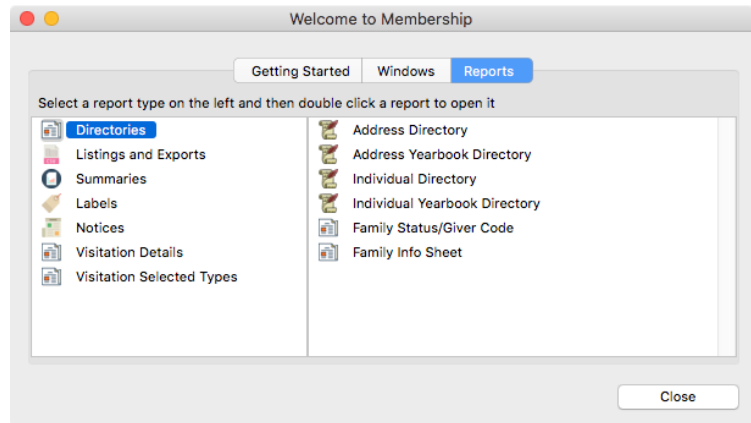 Welcome to Membership
Getting Started Windows Reports
Select a report type on the left and then double click a report to open it
Directories
Listings and Exports
Summaries
Labels
Notices
Visitation Details
Visitation Selected Types
Address Directory
Address Yearbook Directory
Individual Directory
Individual Yearbook Directory
Family Status/Giver Code
Family Info Sheet
Close